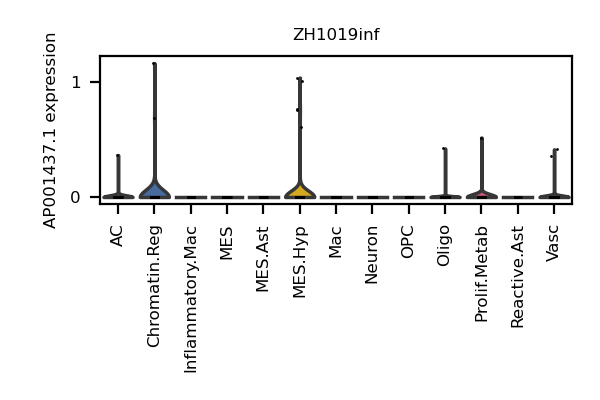 ZH1019inf
AP001437.1 expression
1
0
AC
Chromatin.Reg
Inflammatory.Mac
MES
MES.Ast
MES.Hyp
Mac
Neuron
OPC
Oligo
Prolif.Metab
Reactive.Ast
Vasc